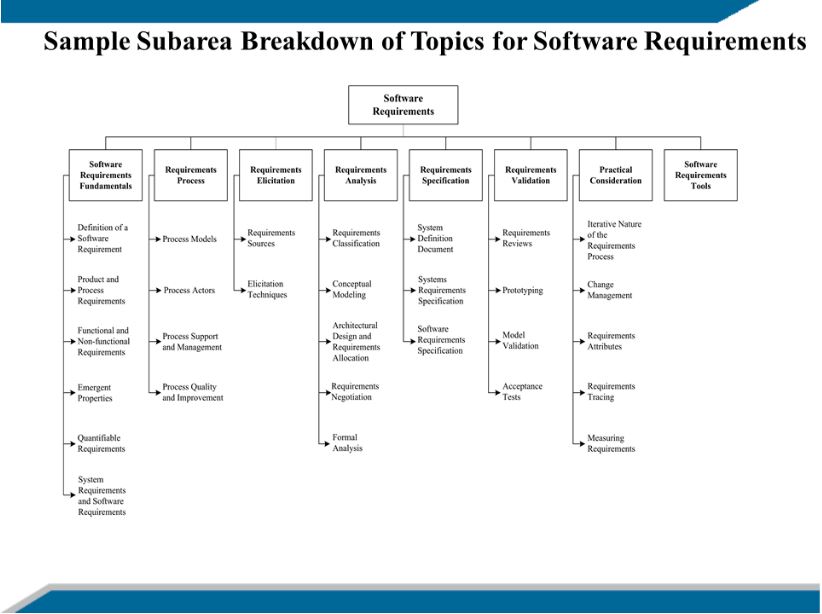 Sample Subarea Breakdown of Topics for Software Requirements
Software
Requirements
Software
Requirements
Fundamentals
Requirements
Process
Requirements
Elicitation
Requirements
Analysis
Requirements
Specification
Requirements
Validation
Practical
Consideration
Software
Requirements
Tools
Definition of a
Software
Requirement
Product and
Process
Requirements
Functional and
Non-functional
Requirements
Emergent
Properties
Quantifiable
Requirements
System
Requirements
and Software
Requirements
Process Models
Process Actors
Process Support
and Management
Process Quality
and Improvement
Requirements
Sources
Elicitation
Techniques
Requirements
Classification
Conceptual
Modeling
Architectural
Design and
Requirements
Allocation
Requirements
Negotiation
Formal
Analysis
System
Definition
Document
Systems
Requirements
Specification
Software
Requirements
Specification
Requirements
Reviews
Prototyping
Model
Validation
Acceptance
Tests
Iterative Nature
of the
Requirements
Process
Change
Management
Requirements
Attributes
Requirements
Tracing
Measuring
Requirements